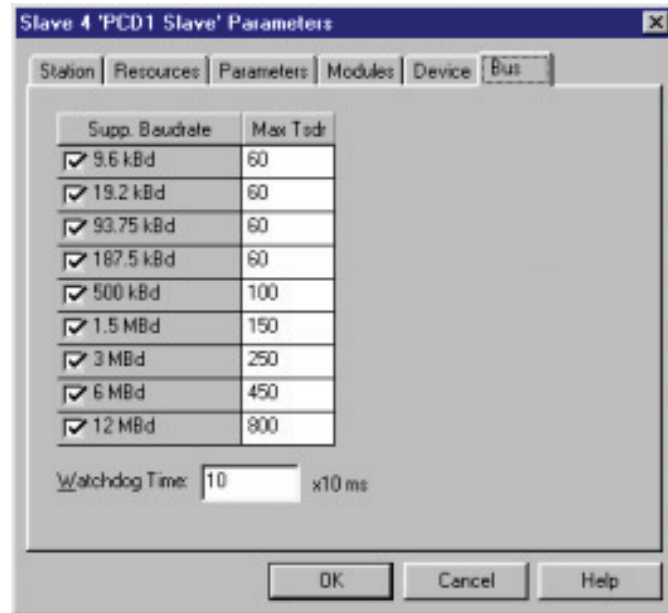 Slave 4 'PCD1 Slave' Parameters
Station Resources Parameters Modules Device Bus
Supp. Baudrate Max Tsdr
9.6 kBd 60
19.2 kBd 60
93.75 kBd 60
187.5 kBd 60
500 kBd 100
1.5 MBd 150
3 MBd 250
6 MBd 450
12 MBd 800
Watchdog Time: 10 x10 ms
OK Cancel Help